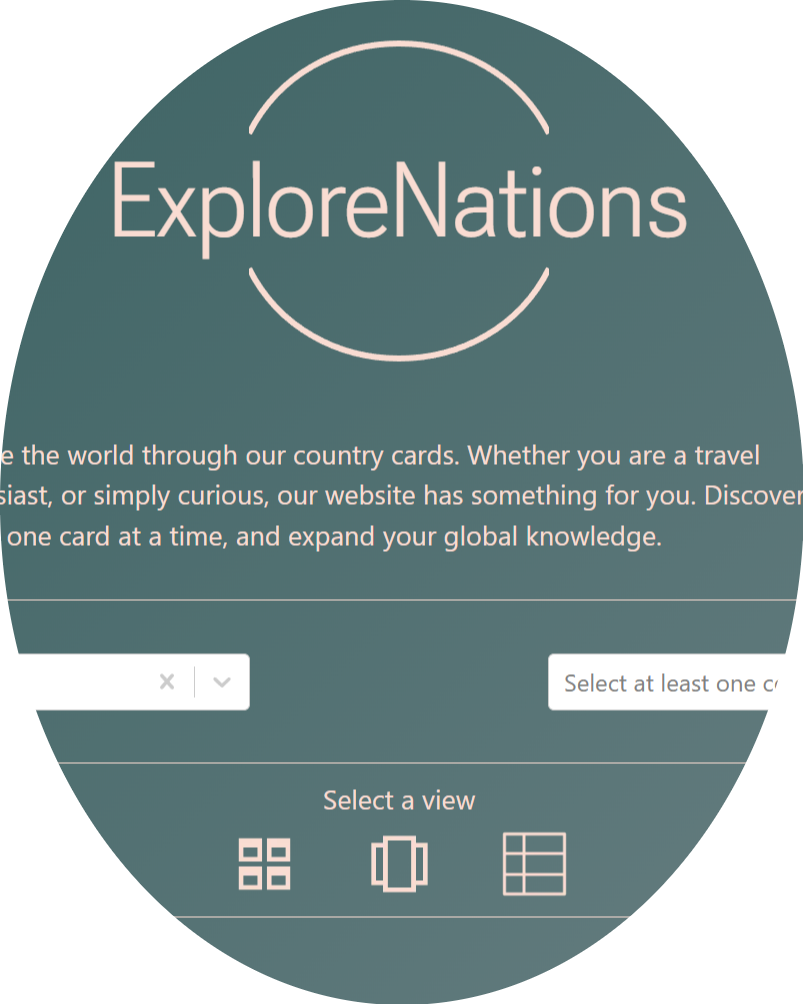 ExploreNations
the world through our country cards. Whether you are a travel
or simply curious, our website has something for you. Discover
one card at a time, and expand your global knowledge.
Select at least one
Select a view